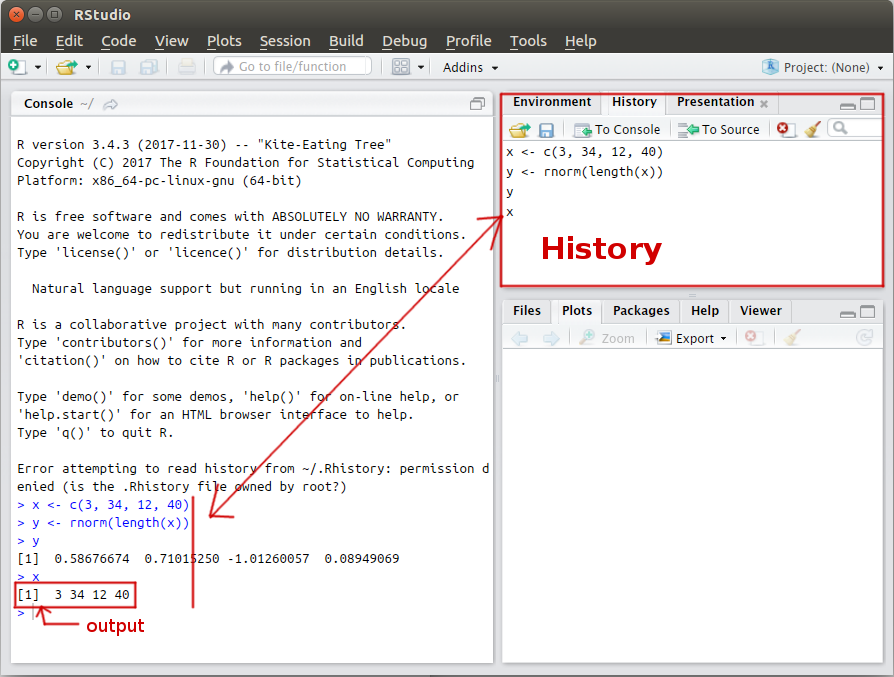 RStudio
File Edit Code View Plots Session Build Debug Profile Tools Help
Go to file/function Addins Project: (None)
Console ~/
R version 3.4.3 (2017-11-30) -- "Kite-Eating Tree"
Copyright (C) 2017 The R Foundation for Statistical Computing
Platform: x86_64-pc-linux-gnu (64-bit)
R is free software and comes with ABSOLUTELY NO WARRANTY.
You are welcome to redistribute it under certain conditions.
Type 'license()' or 'licence()' for distribution details.
Natural language support but running in an English locale
R is a collaborative project with many contributors.
Type 'contributors()' for more information and
'citation()' on how to cite R or R packages in publications.
Type 'demo()' for some demos, 'help()' for on-line help, or
'help.start()' for an HTML browser interface to help.
Type 'q()' to quit R.
Error attempting to read history from ~/.Rhistory: permission d
enied (is the .Rhistory file owned by root?)
> x <- c(3, 34, 12, 40)
> y <- rnorm(length(x))
> y
[1]  0.58676674  0.71015250 -1.01260057  0.08949069
> x
[1]  3 34 12 40
>
output
Environment History Presentation
To Console To Source
x <- c(3, 34, 12, 40)
y <- rnorm(length(x))
y
x
History
Files Plots Packages Help Viewer
Zoom Export